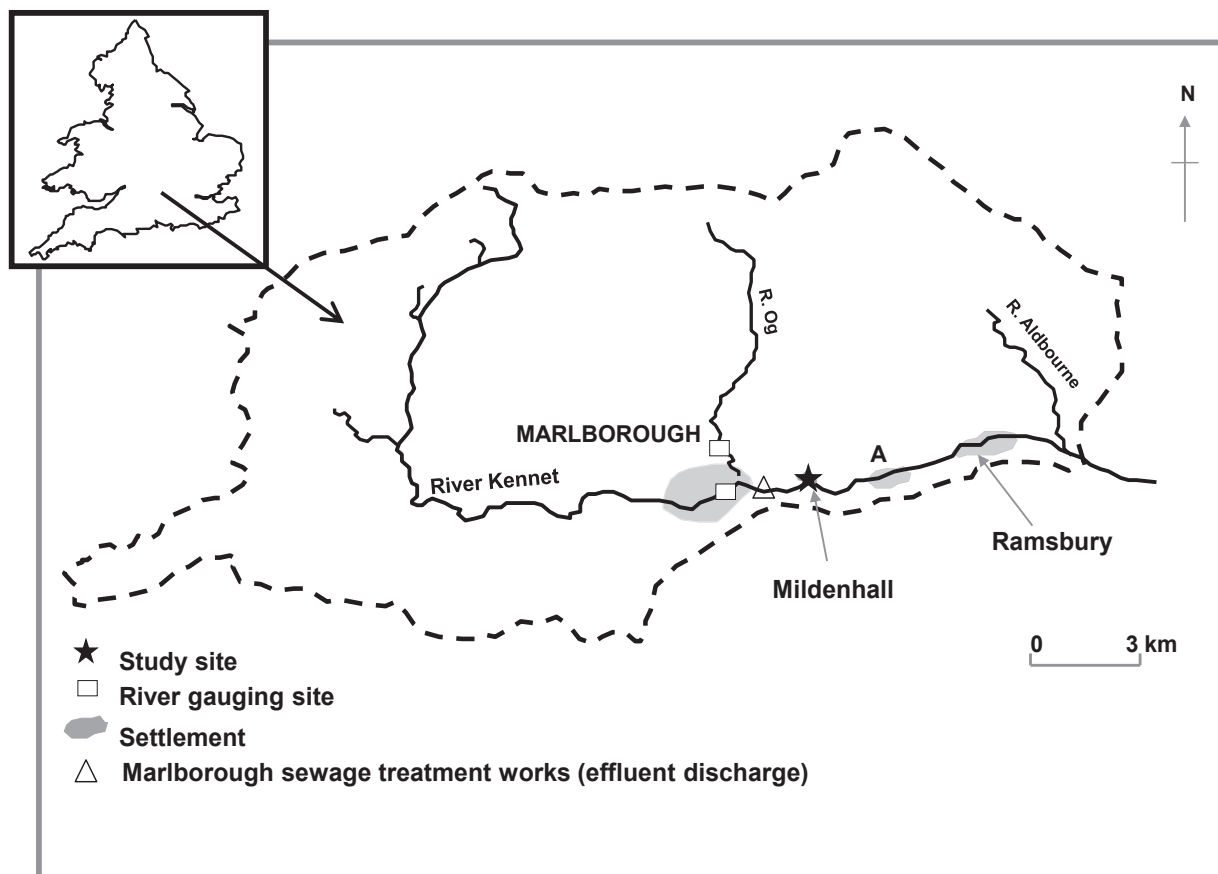 N
R. Og
R. Aldbourne
MARLBOROUGH
A
River Kennet
Ramsbury
Mildenhall
0 3 km
Study site
River gauging site
Settlement
Marlborough sewage treatment works (effluent discharge)